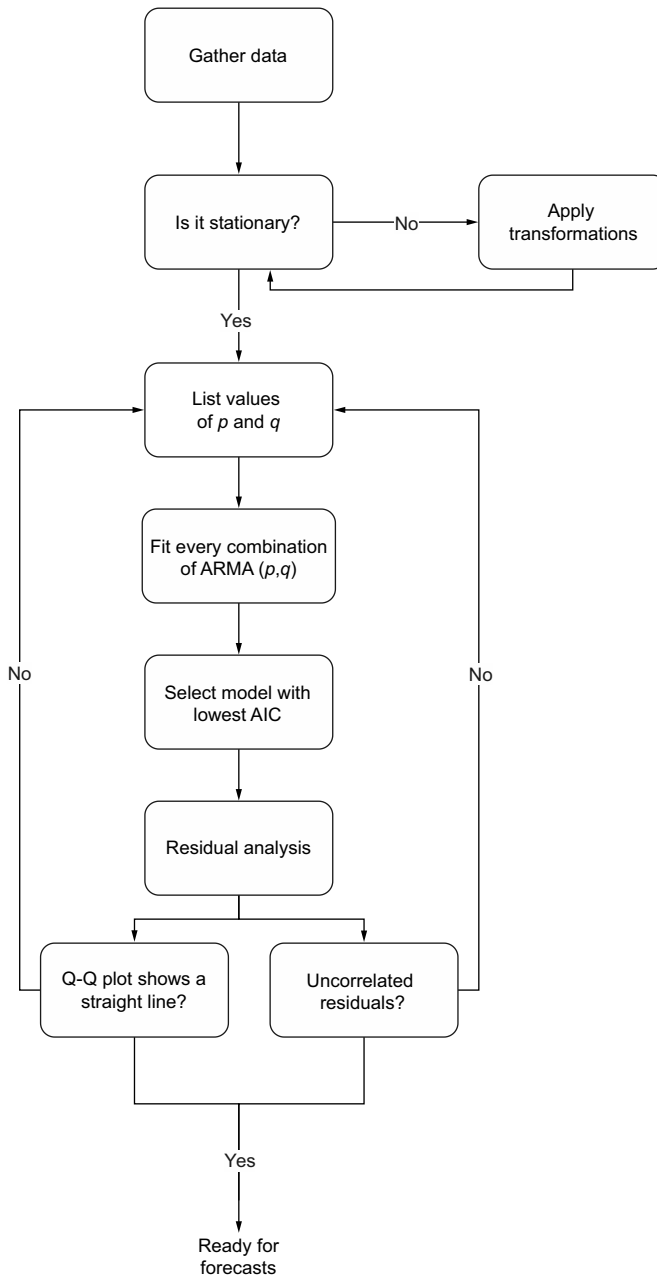 Gather data
Is it stationary?
No
Apply
transformations
Yes
List values
of p and q
Fit every combination
of ARMA (p,q)
No
No
Select model with
lowest AIC
Residual analysis
Q-Q plot shows a
straight line?
Uncorrelated
residuals?
Yes
Ready for
forecasts